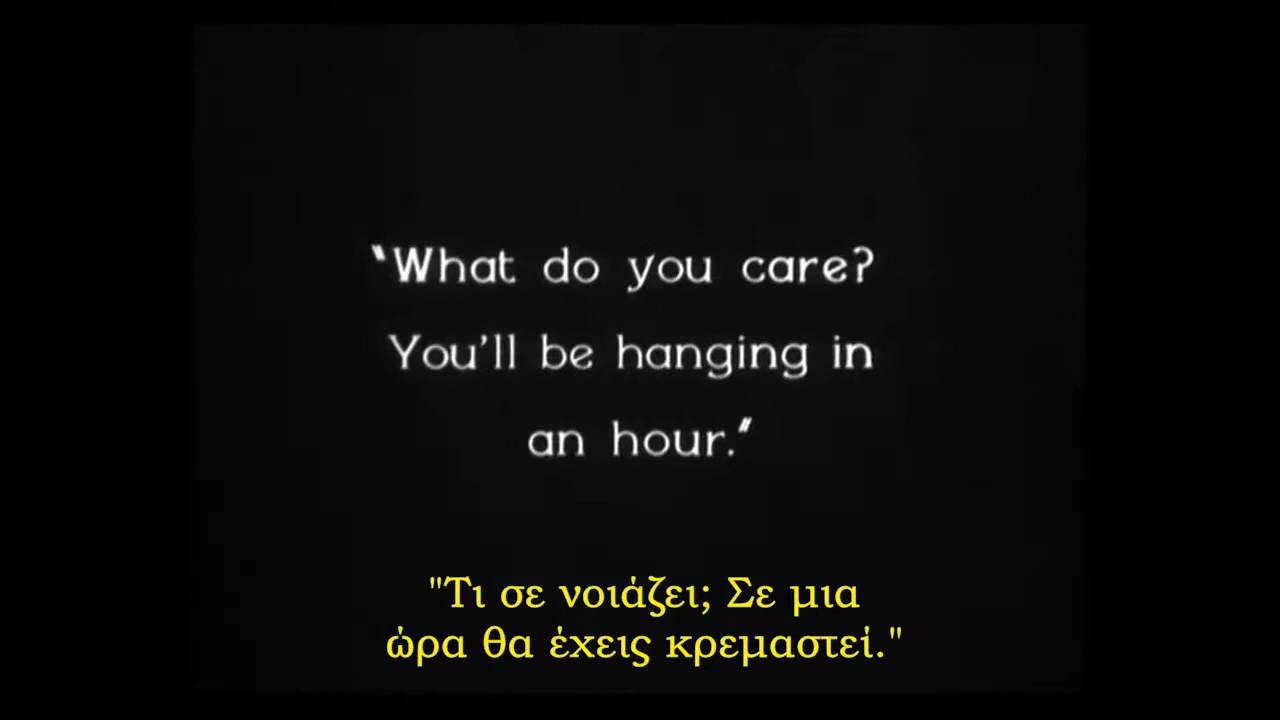 "What do you care?
You'll be hanging in
an hour."
"Τι σε νοιάζει; Σε μια
ώρα θα έχεις κρεμαστεί."